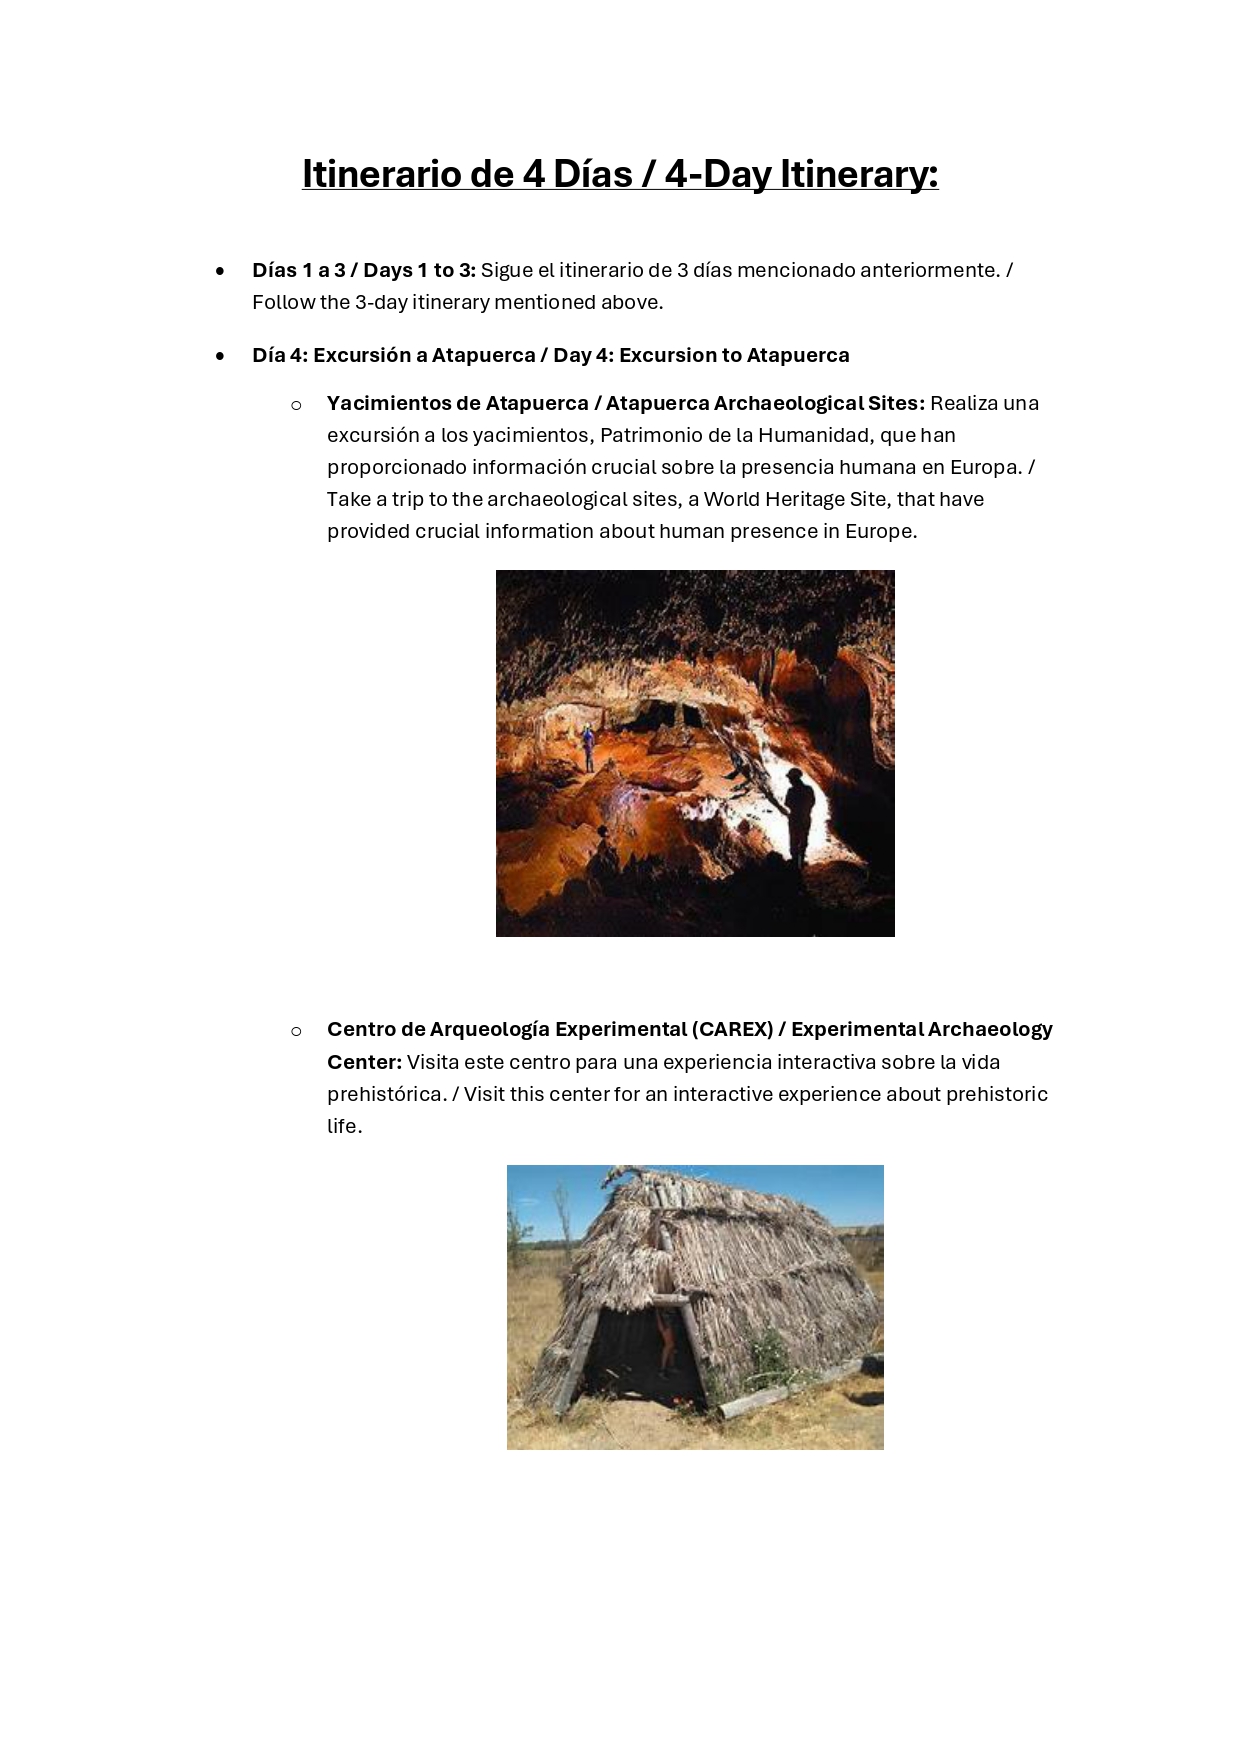 Itinerario de 4 Días / 4-Day Itinerary:
• Días 1 a 3 / Days 1 to 3: Sigue el itinerario de 3 días mencionado anteriormente. /
Follow the 3-day itinerary mentioned above.
• Día 4: Excursión a Atapuerca / Day 4: Excursion to Atapuerca
o Yacimientos de Atapuerca / Atapuerca Archaeological Sites: Realiza una
excursión a los yacimientos, Patrimonio de la Humanidad, que han
proporcionado información crucial sobre la presencia humana en Europa. /
Take a trip to the archaeological sites, a World Heritage Site, that have
provided crucial information about human presence in Europe.
o Centro de Arqueología Experimental (CAREX) / Experimental Archaeology
Center: Visita este centro para una experiencia interactiva sobre la vida
prehistórica. / Visit this center for an interactive experience about prehistoric
life.